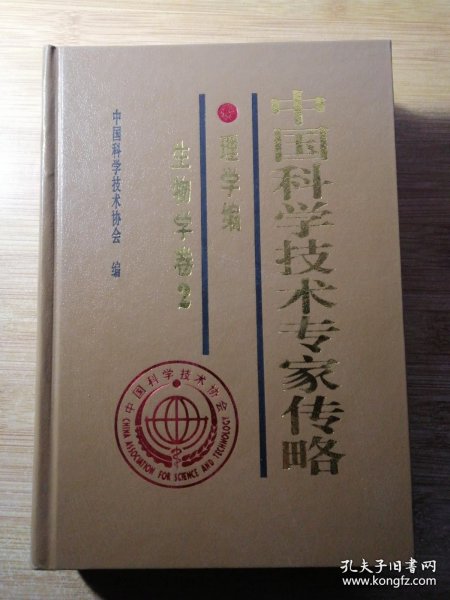 中国科学技术专家传略
理学编
生物学卷2
中国科学技术协会 编
中国科学技术协会
CHINA ASSOCIATION FOR SCIENCE AND TECHNOLOGY
孔夫子旧书网
www.kongfz.com